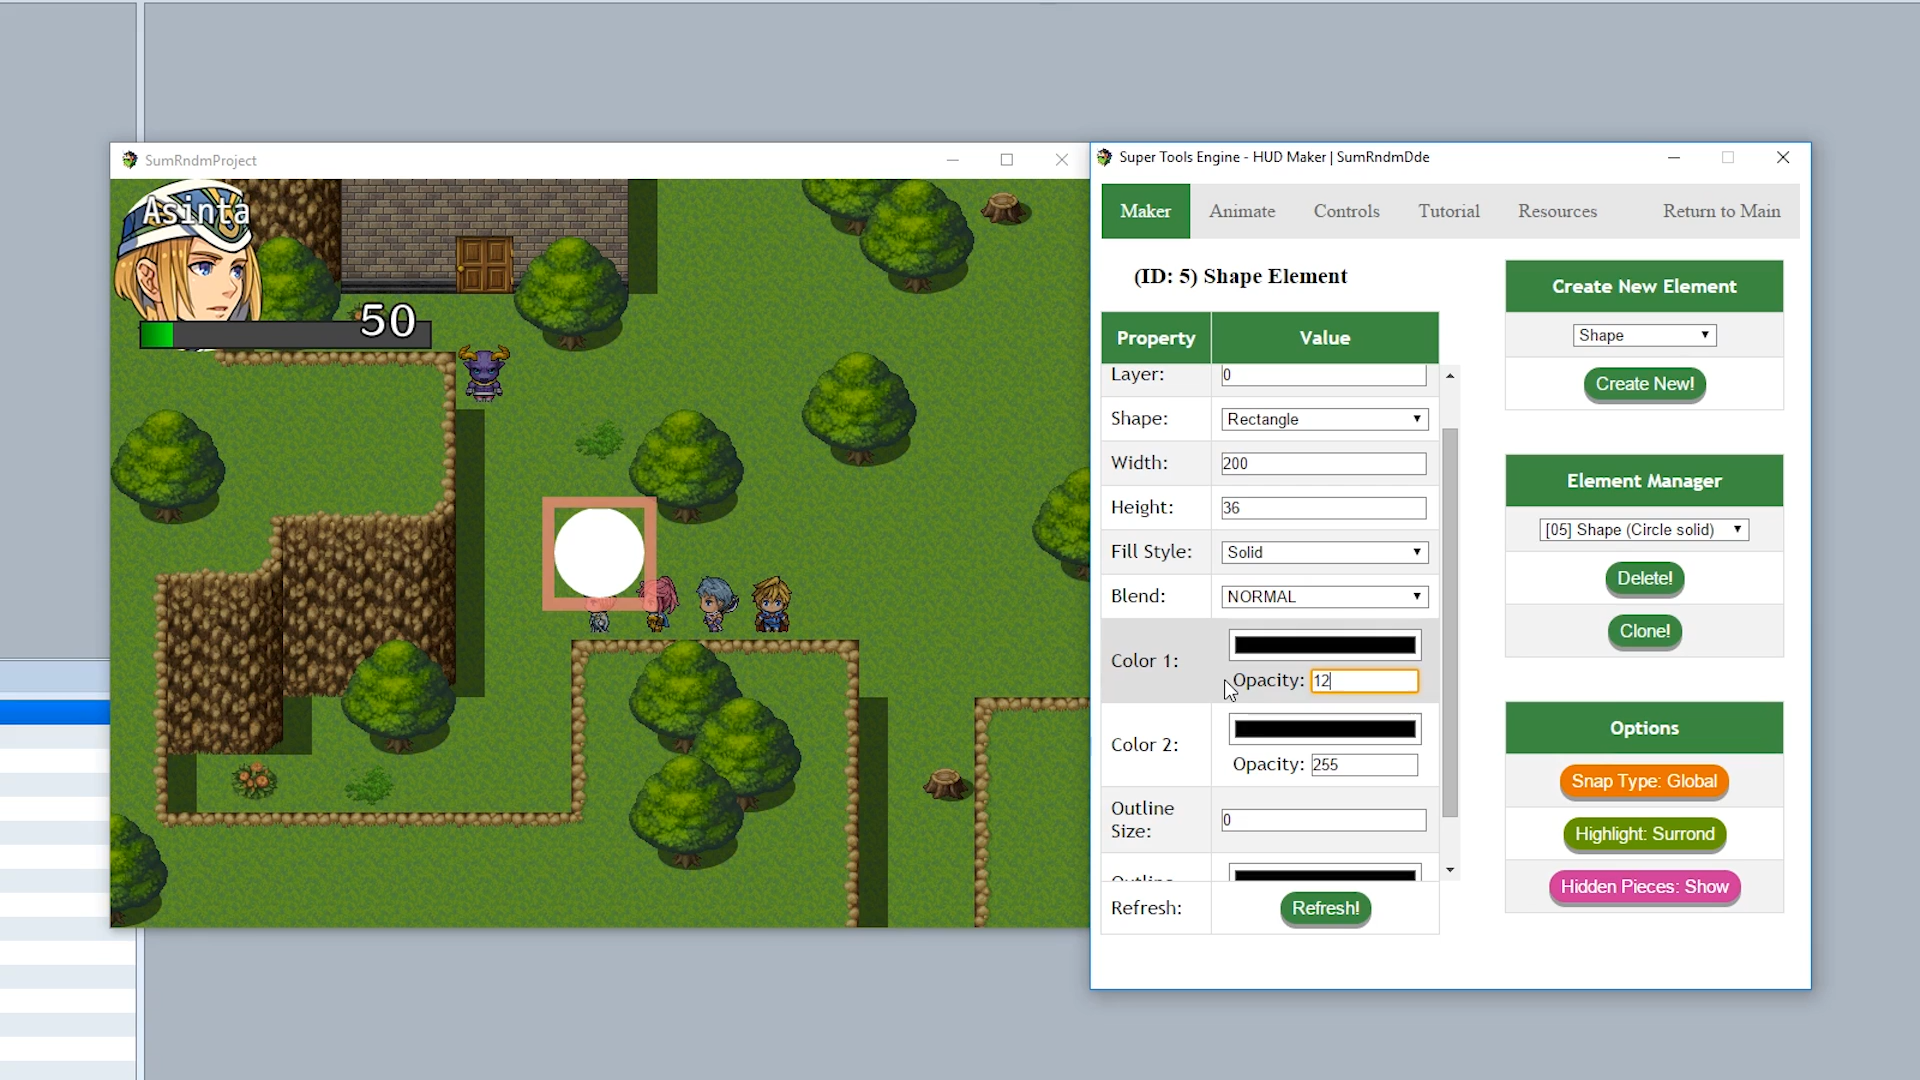 SumRndmProject
Asinta
50
Super Tools Engine - HUD Maker | SumRndmDde
Maker
Animate
Controls
Tutorial
Resources
Return to Main
(ID: 5) Shape Element
Property
Value
Layer:
0
Shape:
Rectangle
Width:
200
Height:
36
Fill Style:
Solid
Blend:
NORMAL
Color 1:
Opacity:
12
Color 2:
Opacity:
255
Outline
Size:
0
Outline
Refresh:
Refresh!
Create New Element
Shape
Create New!
Element Manager
[05] Shape (Circle solid)
Delete!
Clone!
Options
Snap Type: Global
Highlight: Surrond
Hidden Pieces: Show